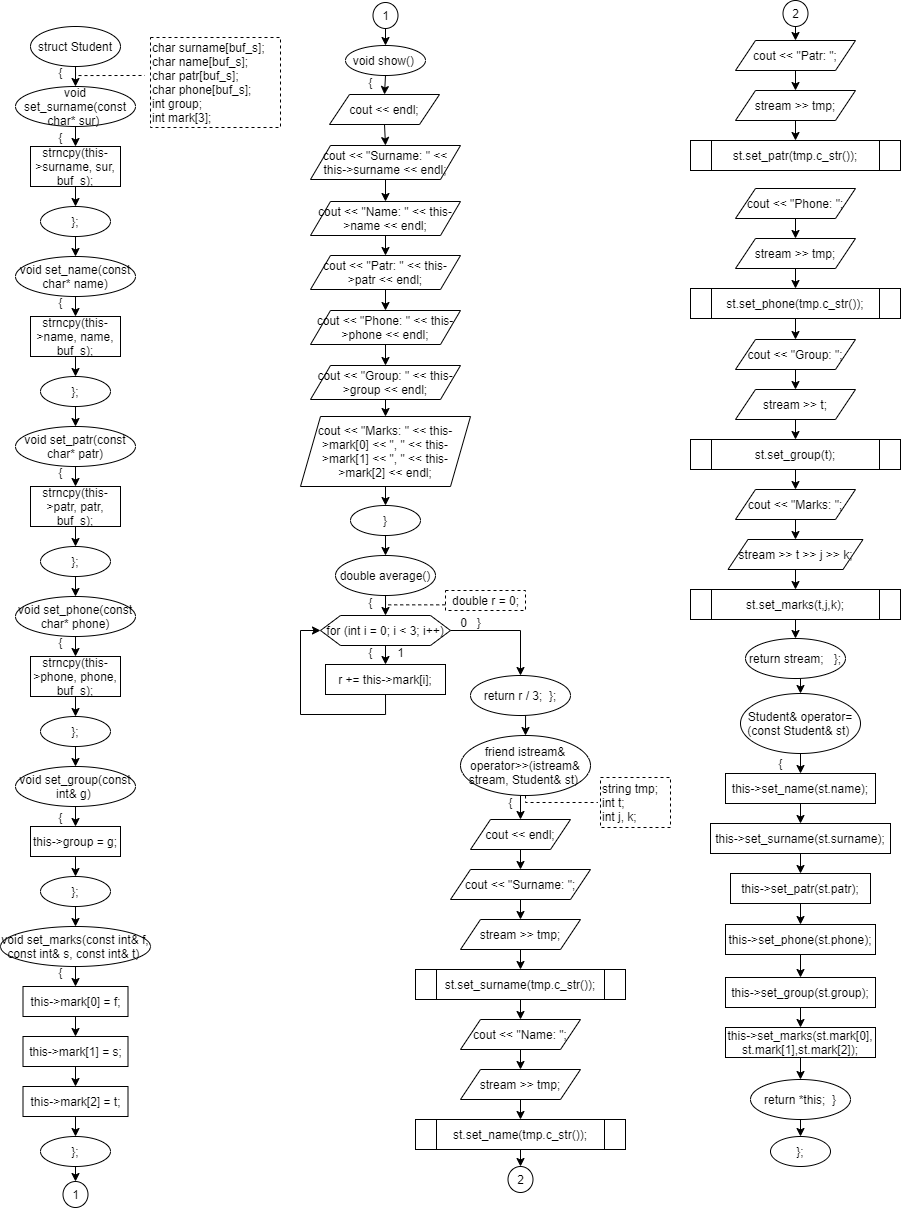 struct Student
{
char surname[buf_s];
char name[buf_s];
char patr[buf_s];
char phone[buf_s];
int group;
int mark[3];
void
set_surname(const
char* sur)
{
strncpy(this-
>surname, sur,
buf_s);
};
void set_name(const
char* name)
{
strncpy(this-
>name, name,
buf_s);
};
void set_patr(const
char* patr)
{
strncpy(this-
>patr, patr,
buf_s);
};
void set_phone(const
char* phone)
{
strncpy(this-
>phone, phone,
buf_s);
};
void set_group(const
int& g)
{
this->group = g;
};
void set_marks(const int& f,
const int& s, const int& t)
{
this->mark[0] = f;
this->mark[1] = s;
this->mark[2] = t;
};
1
1
void show()
{
cout << endl;
cout << "Surname: " <<
this->surname << endl;
cout << "Name: " << this-
>name << endl;
cout << "Patr: " << this-
>patr << endl;
cout << "Phone: " << this-
>phone << endl;
cout << "Group: " << this-
>group << endl;
cout << "Marks: " << this-
>mark[0] << ", " << this-
>mark[1] << ", " << this-
>mark[2] << endl;
}
double average()
{
double r = 0;
for (int i = 0; i < 3; i++)
0 }
{ 1
r += this->mark[i];
return r / 3; };
friend istream&
operator>>(istream&
stream, Student& st)
{
string tmp;
int t;
int j, k;
cout << endl;
cout << "Surname: ";
stream >> tmp;
st.set_surname(tmp.c_str());
cout << "Name: ";
stream >> tmp;
st.set_name(tmp.c_str());
2
2
cout << "Patr: ";
stream >> tmp;
st.set_patr(tmp.c_str());
cout << "Phone: ";
stream >> tmp;
st.set_phone(tmp.c_str());
cout << "Group: ";
stream >> t;
st.set_group(t);
cout << "Marks: ";
stream >> t >> j >> k;
st.set_marks(t,j,k);
return stream; };
Student& operator=
(const Student& st)
{
this->set_name(st.name);
this->set_surname(st.surname);
this->set_patr(st.patr);
this->set_phone(st.phone);
this->set_group(st.group);
this->set_marks(st.mark[0],
st.mark[1],st.mark[2]);
return *this; }
};